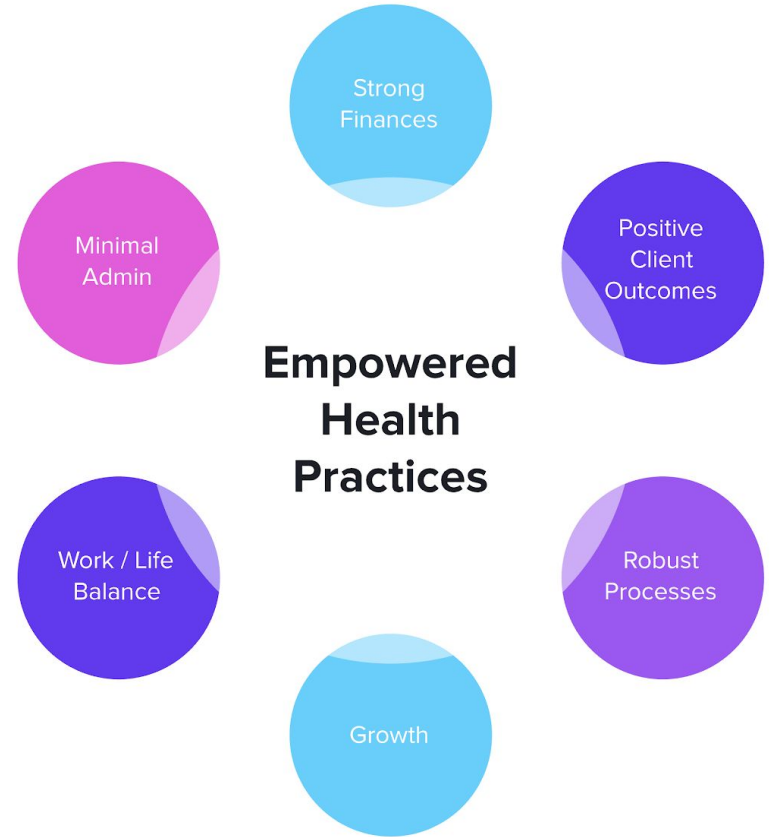 Strong
Finances
Positive
Client
Outcomes
Minimal
Admin
Empowered
Health
Practices
Work / Life
Balance
Robust
Processes
Growth